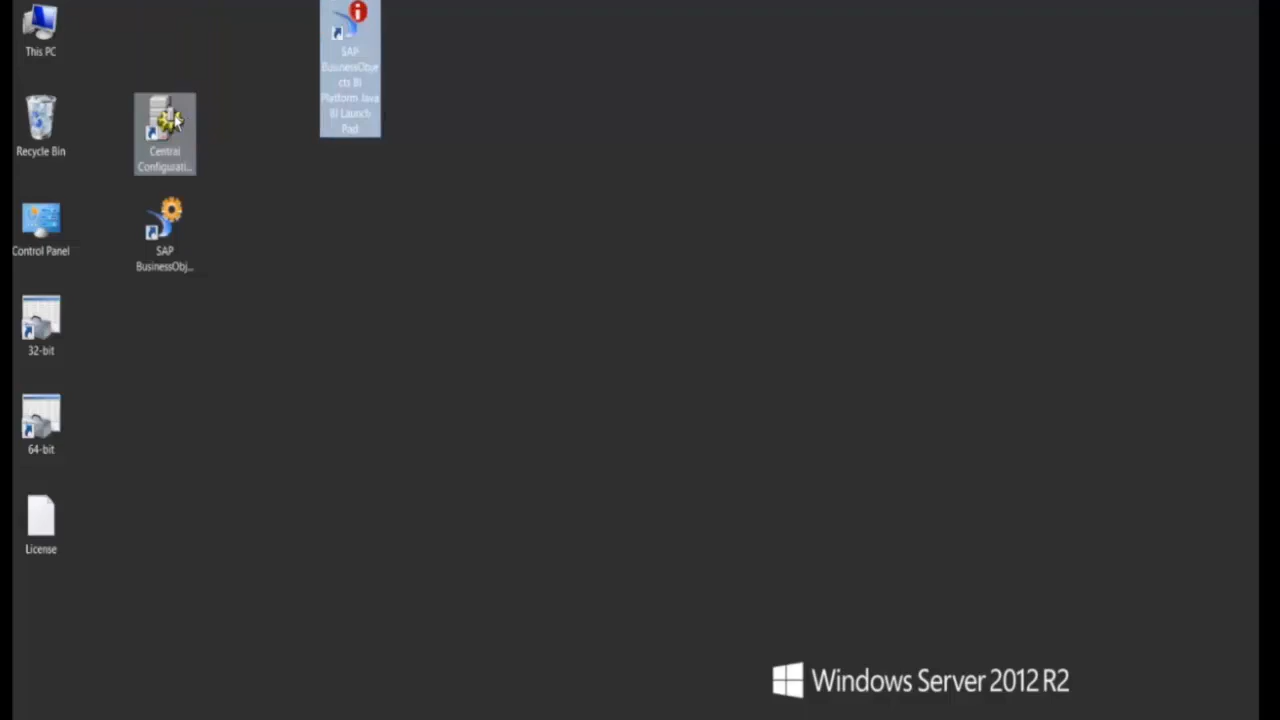 This PC
Recycle Bin
Control Panel
32-bit
64-bit
License
Central
Configurati...
SAP
BusinessObj...
SAP
BusinessObje
cts BI
Platform Java
BI Launch
Pad
Windows Server 2012 R2